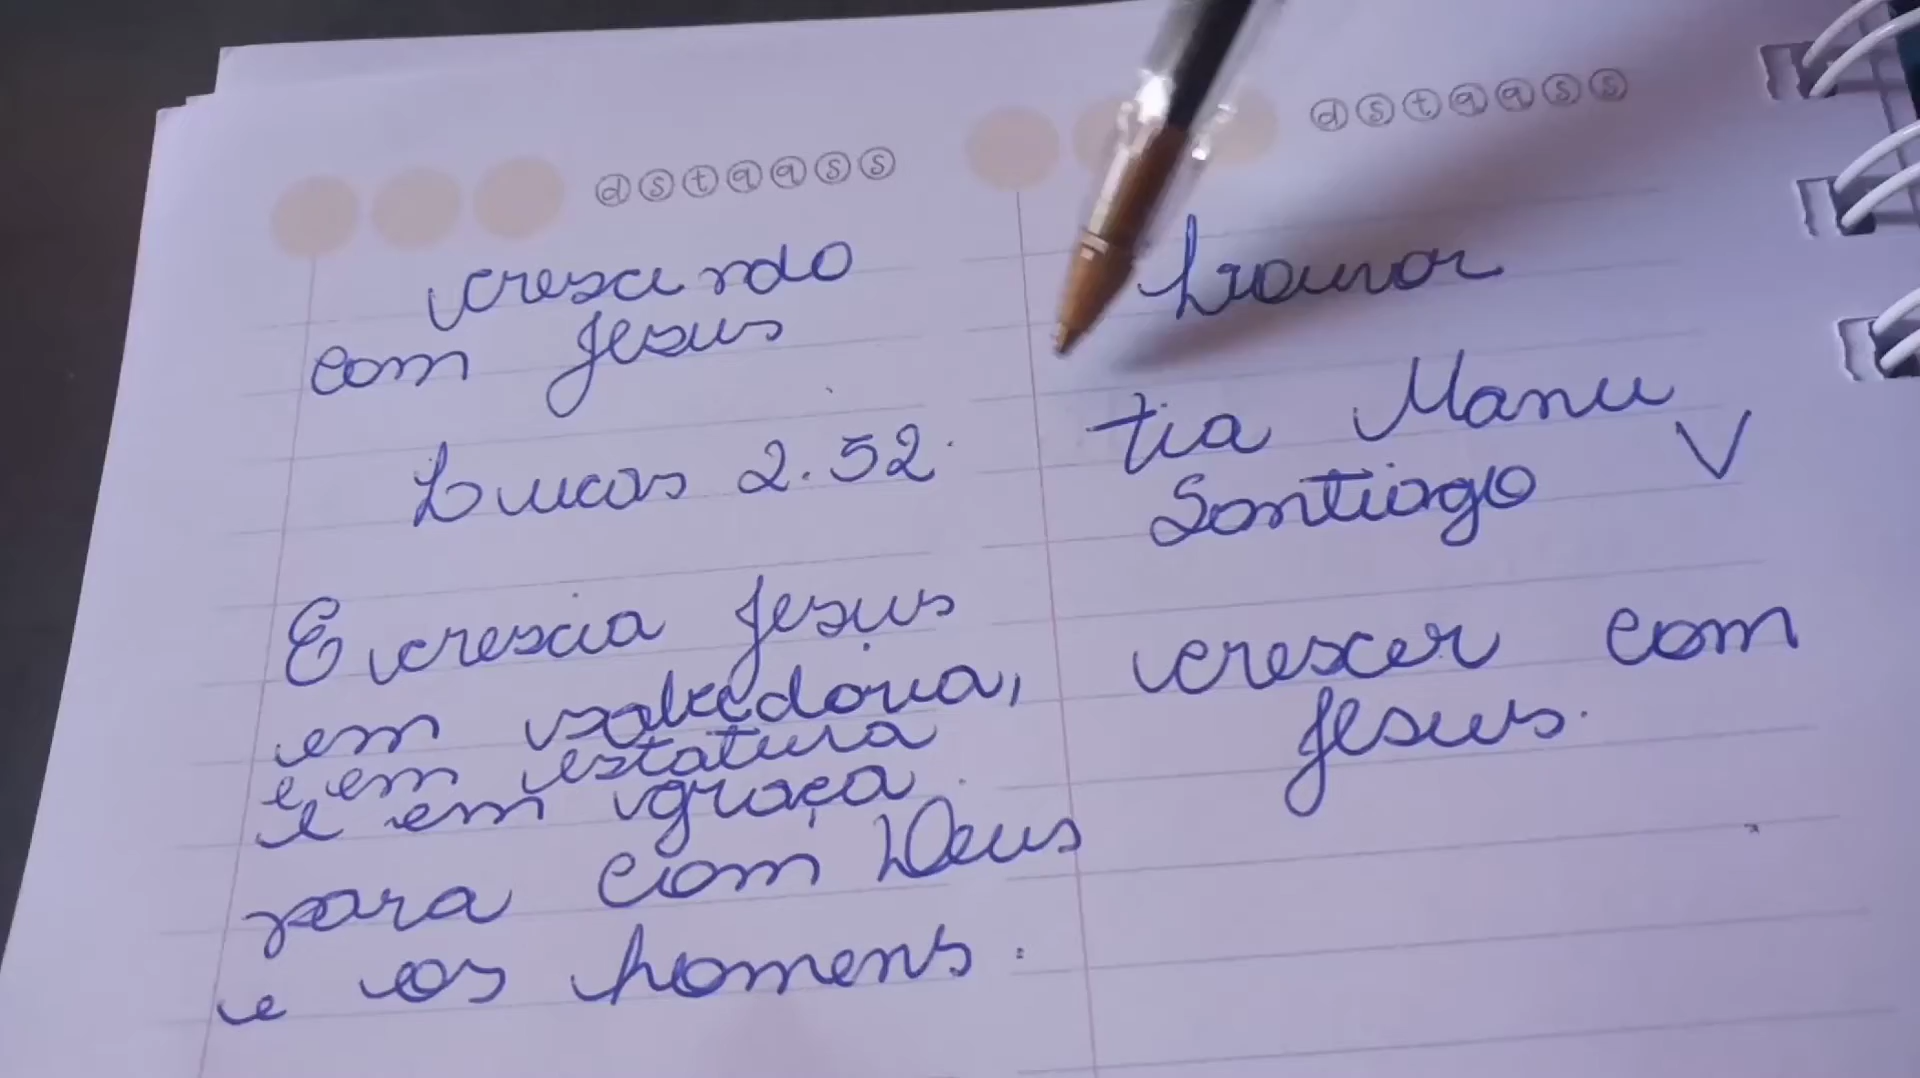 d s t q q s s
crescendo
com Jesus
Lucas 2.52.
E crescia Jesus
em sabedoria,
e em estatura
e em graça
para com Deus
e os homens.
d s t q q s s
Louvor
tia Manu
Santiago
crescer com
Jesus.